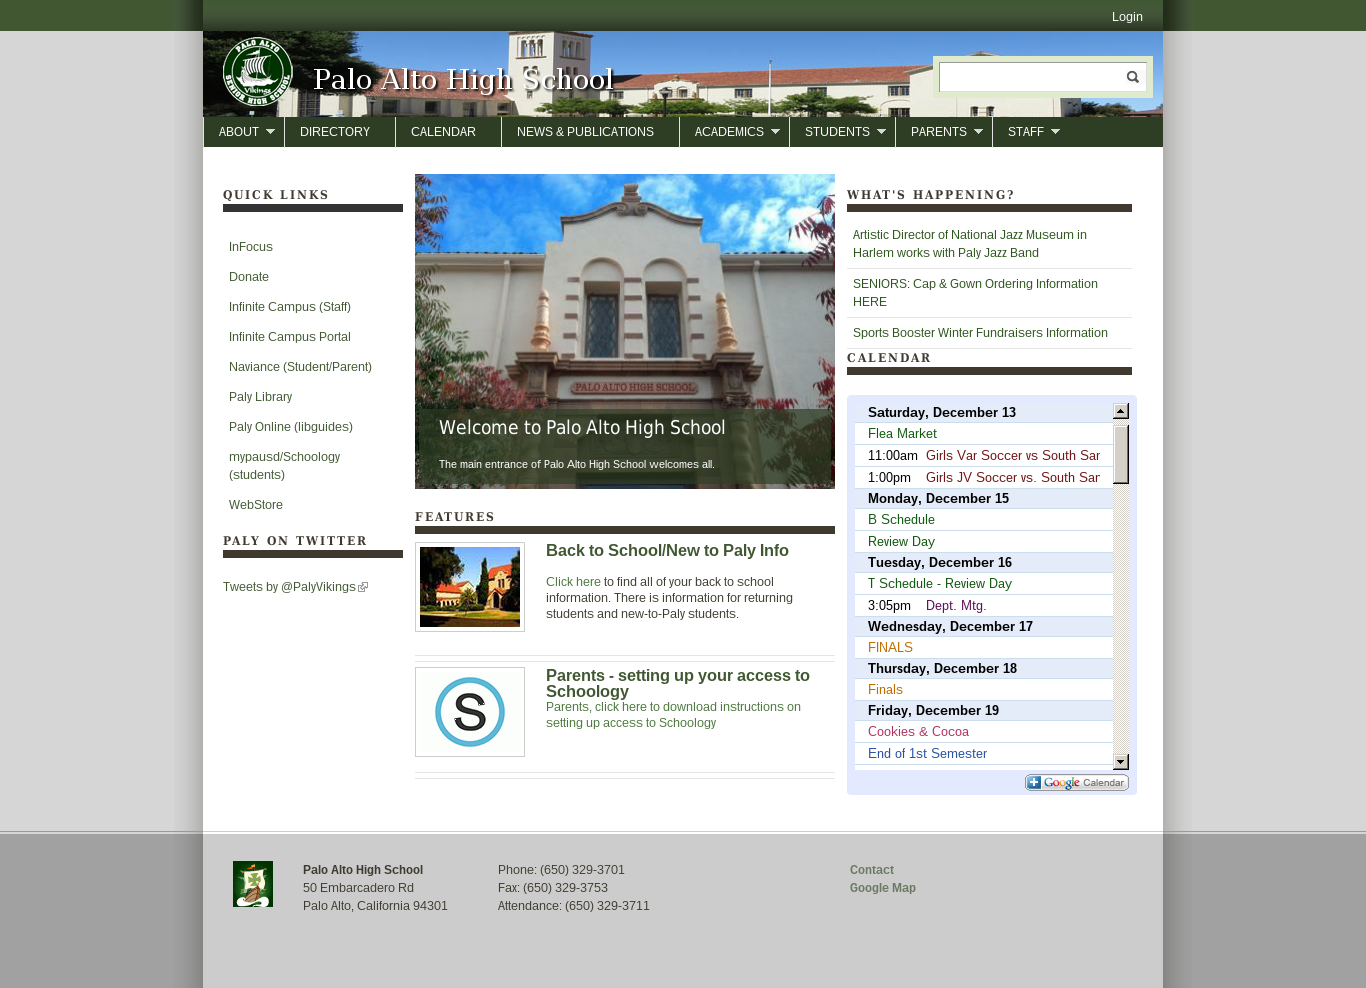 Login
PALO ALTO
Vikings
SENIOR HIGH SCHOOL
Palo Alto High School
ABOUT
DIRECTORY
CALENDAR
NEWS & PUBLICATIONS
ACADEMICS
STUDENTS
PARENTS
STAFF
QUICK LINKS
InFocus
Donate
Infinite Campus (Staff)
Infinite Campus Portal
Naviance (Student/Parent)
Paly Library
Paly Online (libguides)
mypausd/Schoology
(students)
WebStore
PALY ON TWITTER
Tweets by @PalyVikings
PALO ALTO HIGH SCHOOL
Welcome to Palo Alto High School
The main entrance of Palo Alto High School welcomes all.
FEATURES
Back to School/New to Paly Info
Click here to find all of your back to school
information. There is information for returning
students and new-to-Paly students.
S
Parents - setting up your access to
Schoology
Parents, click here to download instructions on
setting up access to Schoology
WHAT'S HAPPENING?
Artistic Director of National Jazz Museum in
Harlem works with Paly Jazz Band
SENIORS: Cap & Gown Ordering Information
HERE
Sports Booster Winter Fundraisers Information
CALENDAR
Saturday, December 13
Flea Market
11:00am Girls Var Soccer vs South San
1:00pm Girls JV Soccer vs. South San
Monday, December 15
B Schedule
Review Day
Tuesday, December 16
T Schedule - Review Day
3:05pm Dept. Mtg.
Wednesday, December 17
FINALS
Thursday, December 18
Finals
Friday, December 19
Cookies & Cocoa
End of 1st Semester
Google Calendar
Palo Alto High School
50 Embarcadero Rd
Palo Alto, California 94301
Phone: (650) 329-3701
Fax: (650) 329-3753
Attendance: (650) 329-3711
Contact
Google Map